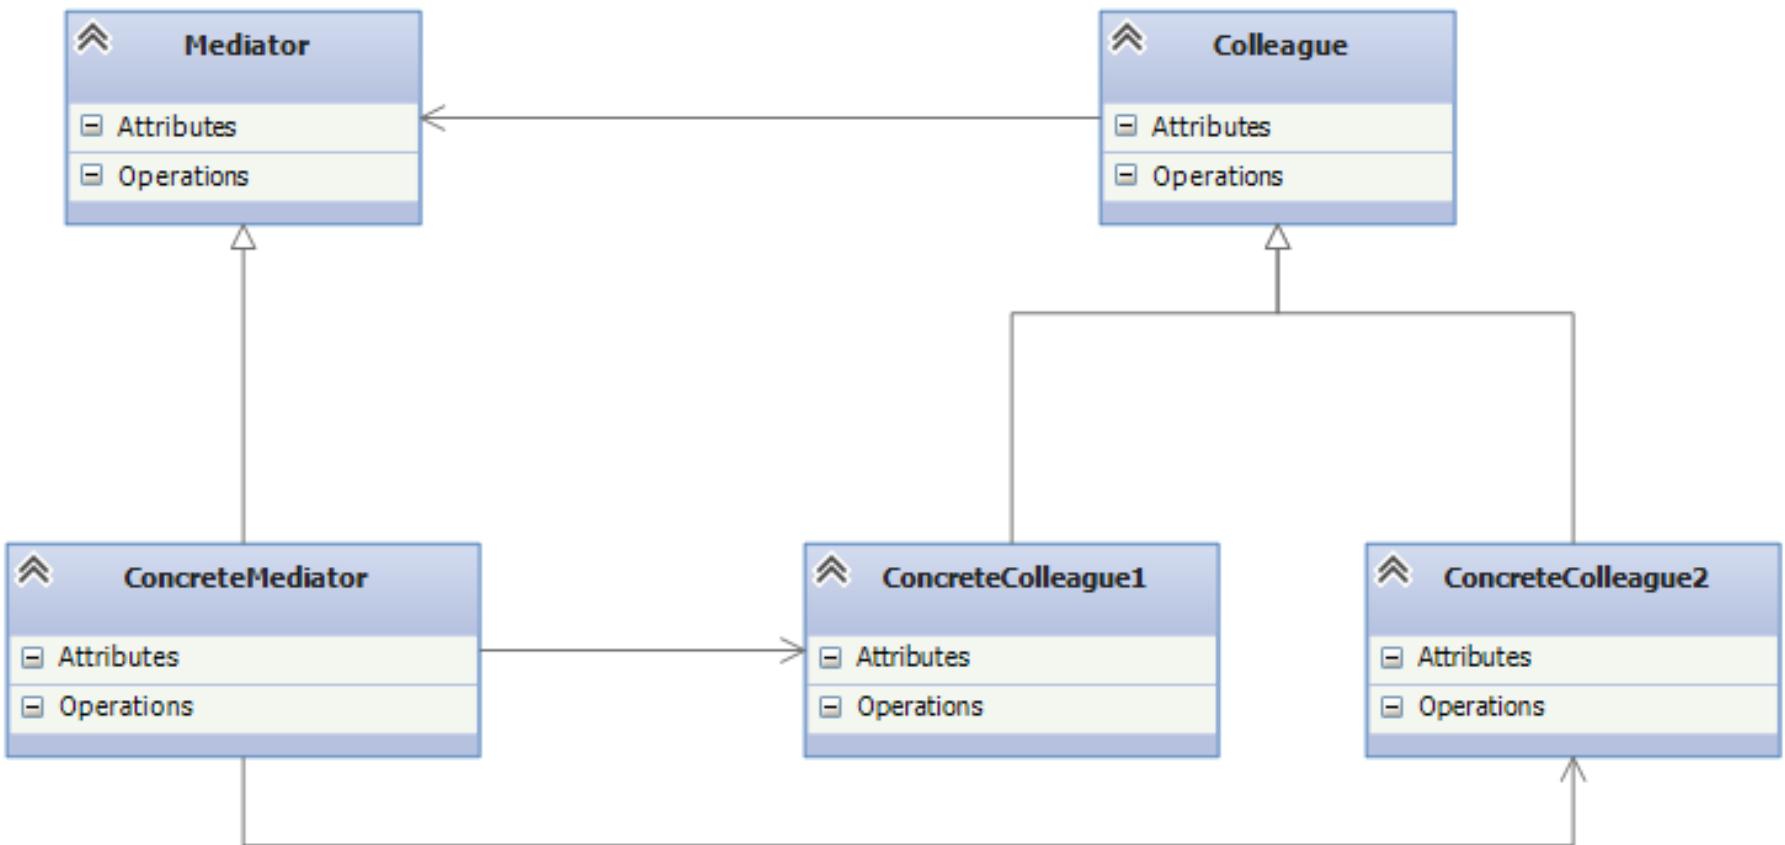 Mediator
Attributes
Operations
Colleague
Attributes
Operations
ConcreteMediator
Attributes
Operations
ConcreteColleague1
Attributes
Operations
ConcreteColleague2
Attributes
Operations